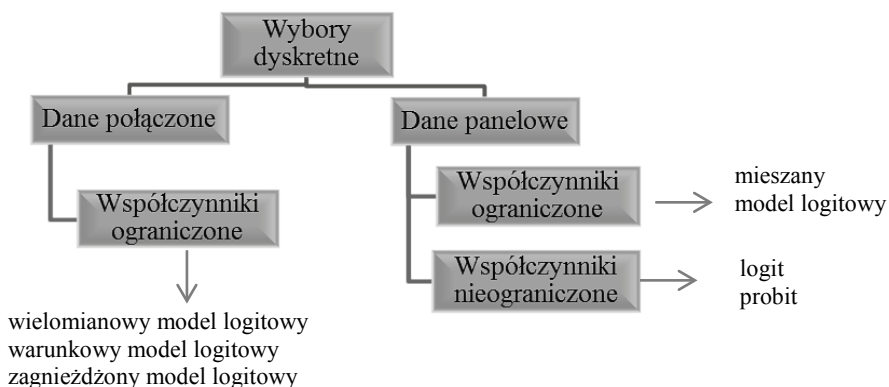 Wybory
dyskretne
Dane połączone
Dane panelowe
Współczynniki
ograniczone
mieszany
model logitowy
Współczynniki
ograniczone
Współczynniki
nieograniczone
logit
probit
wielomianowy model logitowy
warunkowy model logitowy
zagnieżdżony model logitowy